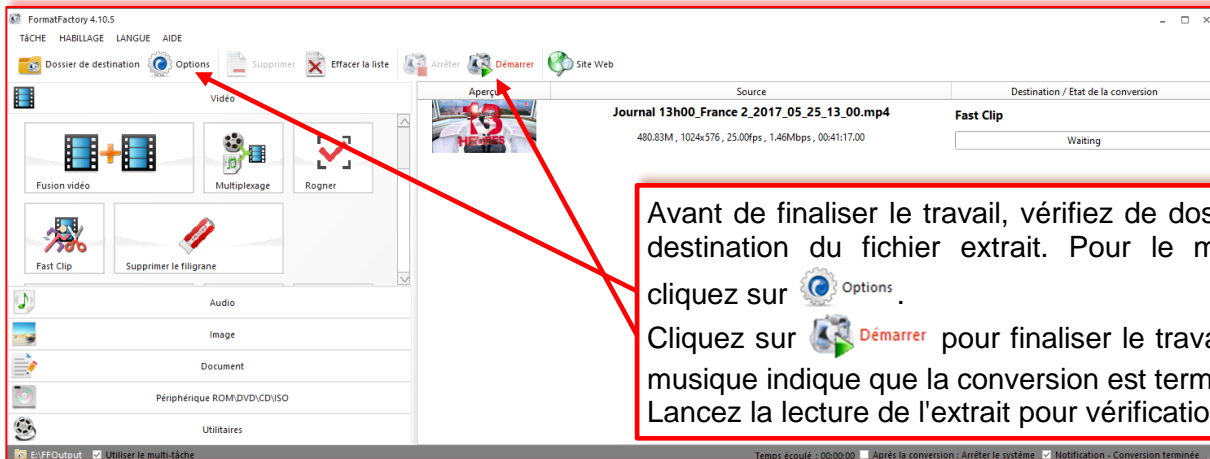 FormatFactory 4.10.5
TâCHE HABILLAGE LANGUE AIDE
Dossier de destination Options Supprimer Effacer la liste Arrêter Démarrer Site Web
Vidéo
Fusion vidéo Multiplexage Rogner
Fast Clip Supprimer le filigrane
Audio
Image
Document
Périphérique ROM\DVD\CD\ISO
Utilitaires
Aperçu Source Destination / Etat de la conversion
13
HEURES
Journal 13h00_France 2_2017_05_25_13_00.mp4 Fast Clip
480.83M , 1024x576 , 25.00fps , 1.46Mbps , 00:41:17.00 Waiting
Avant de finaliser le travail, vérifiez de dos
destination du fichier extrait. Pour le m
cliquez sur Options .
Cliquez sur Démarrer pour finaliser le trava
musique indique que la conversion est term
Lancez la lecture de l'extrait pour vérificatio
E:\FFOutput Utiliser le multi-tâche Temps écoulé : 00:00:00 Après la conversion : Arrêter le système Notification - Conversion terminée